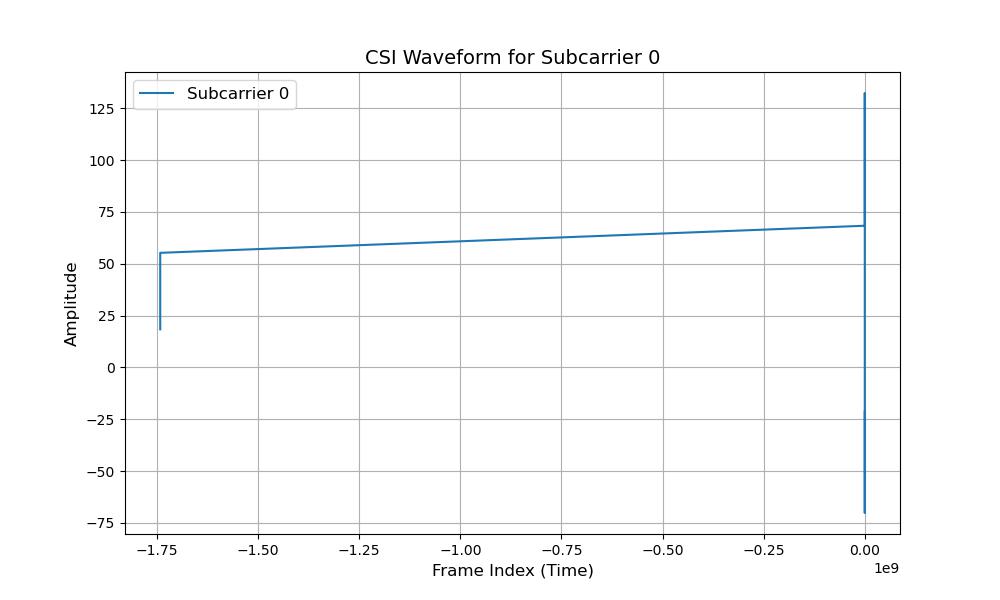 CSI Waveform for Subcarrier 0
Subcarrier 0
Amplitude
125
100
75
50
25
0
−25
−50
−75
−1.75 −1.50 −1.25 −1.00 −0.75 −0.50 −0.25 0.00
1e9
Frame Index (Time)